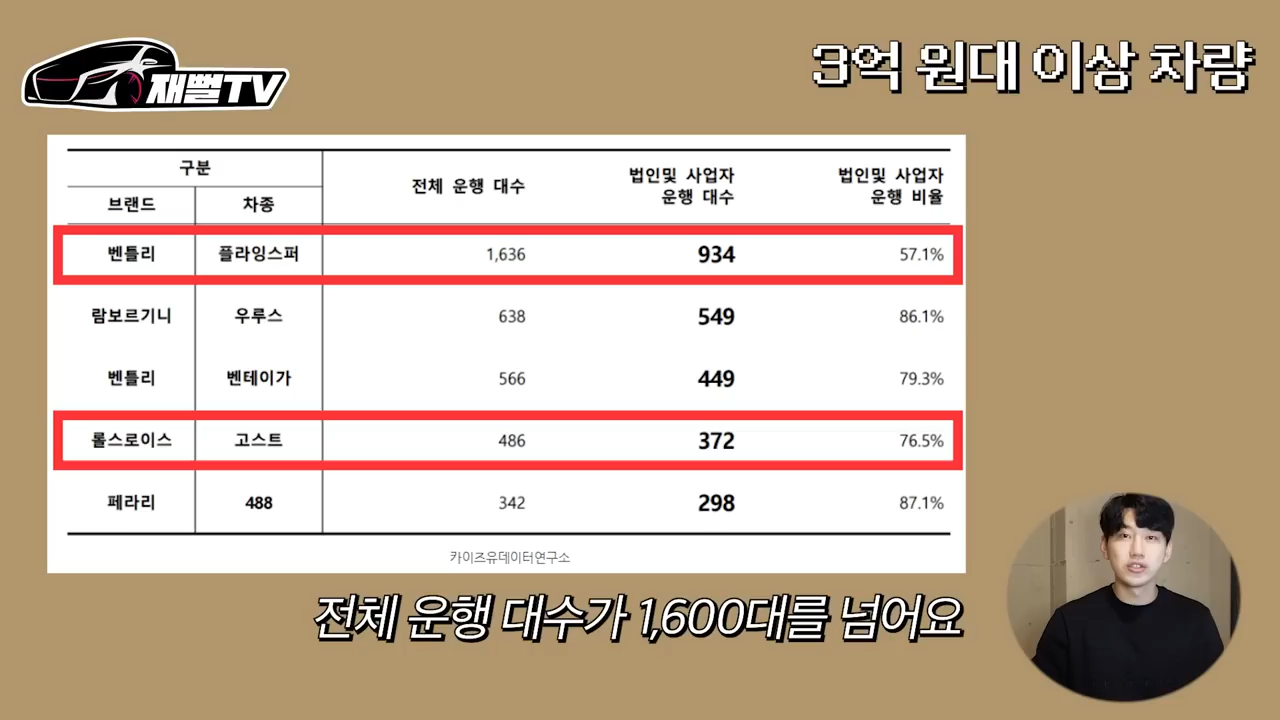 재뻘TV
3억 원대 이상 차량
구분
브랜드 차종 전체 운행 대수 법인및 사업자 운행 대수 법인및 사업자 운행 비율
벤틀리 플라잉스퍼 1,636 934 57.1%
람보르기니 우루스 638 549 86.1%
벤틀리 벤테이가 566 449 79.3%
롤스로이스 고스트 486 372 76.5%
페라리 488 342 298 87.1%
카이즈유데이터연구소
전체 운행 대수가 1,600대를 넘어요